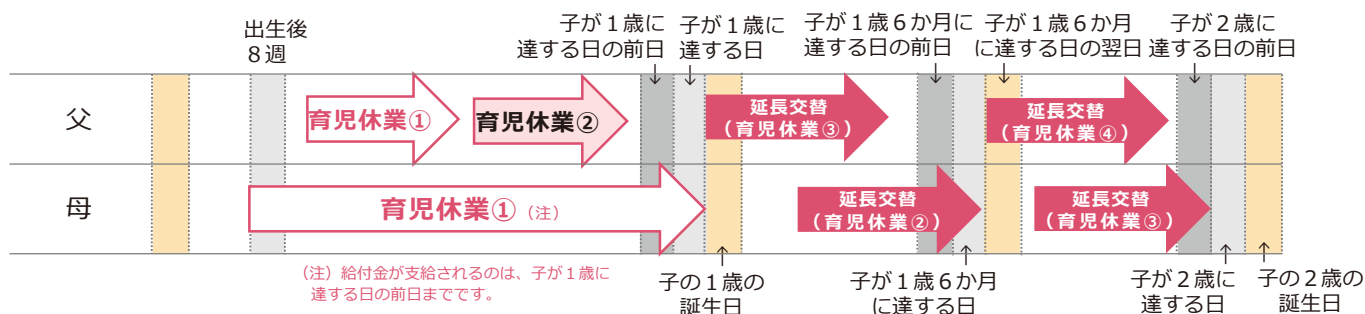 出生後
８週
子が１歳に
達する日の前日
子が１歳に
達する日
子が１歳６か月に
達する日の前日
子が１歳６か月
に達する日の翌日
子が２歳に
達する日の前日
父
育児休業①
育児休業②
延長交替
（育児休業③）
延長交替
（育児休業④）
母
育児休業①（注）
延長交替
（育児休業②）
延長交替
（育児休業③）
（注）給付金が支給されるのは、子が１歳に
達する日の前日までです。
子の１歳の
誕生日
子が１歳６か月
に達する日
子が２歳に
達する日
子の２歳の
誕生日